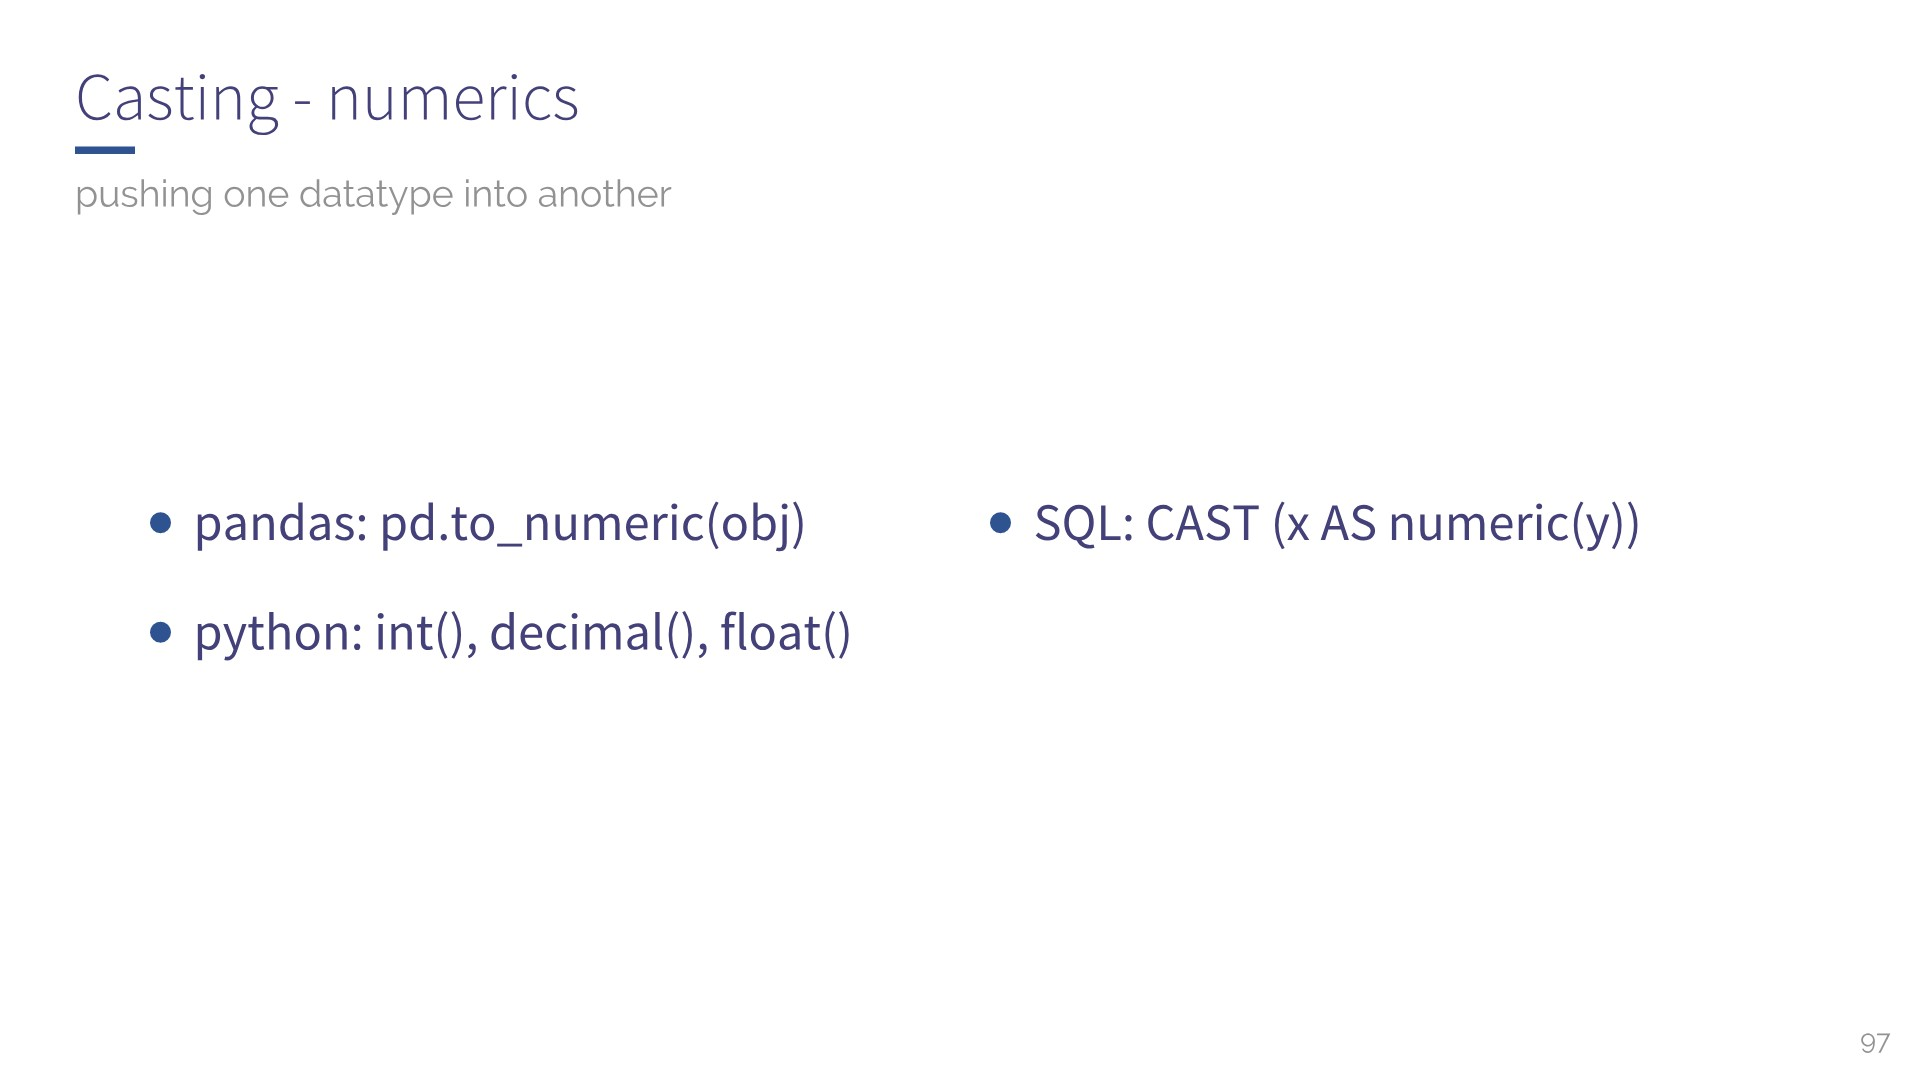 Casting - numerics
pushing one datatype into another
• pandas: pd.to_numeric(obj)
• python: int(), decimal(), float()
• SQL: CAST (x AS numeric(y))
97